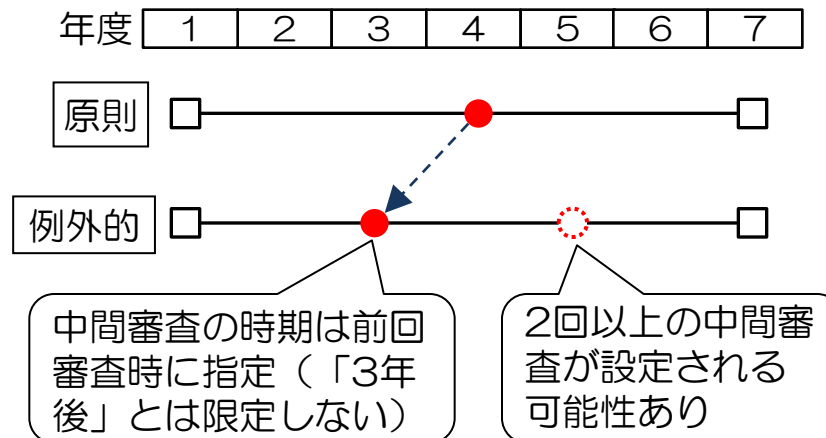 年度 1 2 3 4 5 6 7
原則
例外的
中間審査の時期は前回
審査時に指定（「3年
後」とは限定しない）
2回以上の中間審
査が設定される
可能性あり